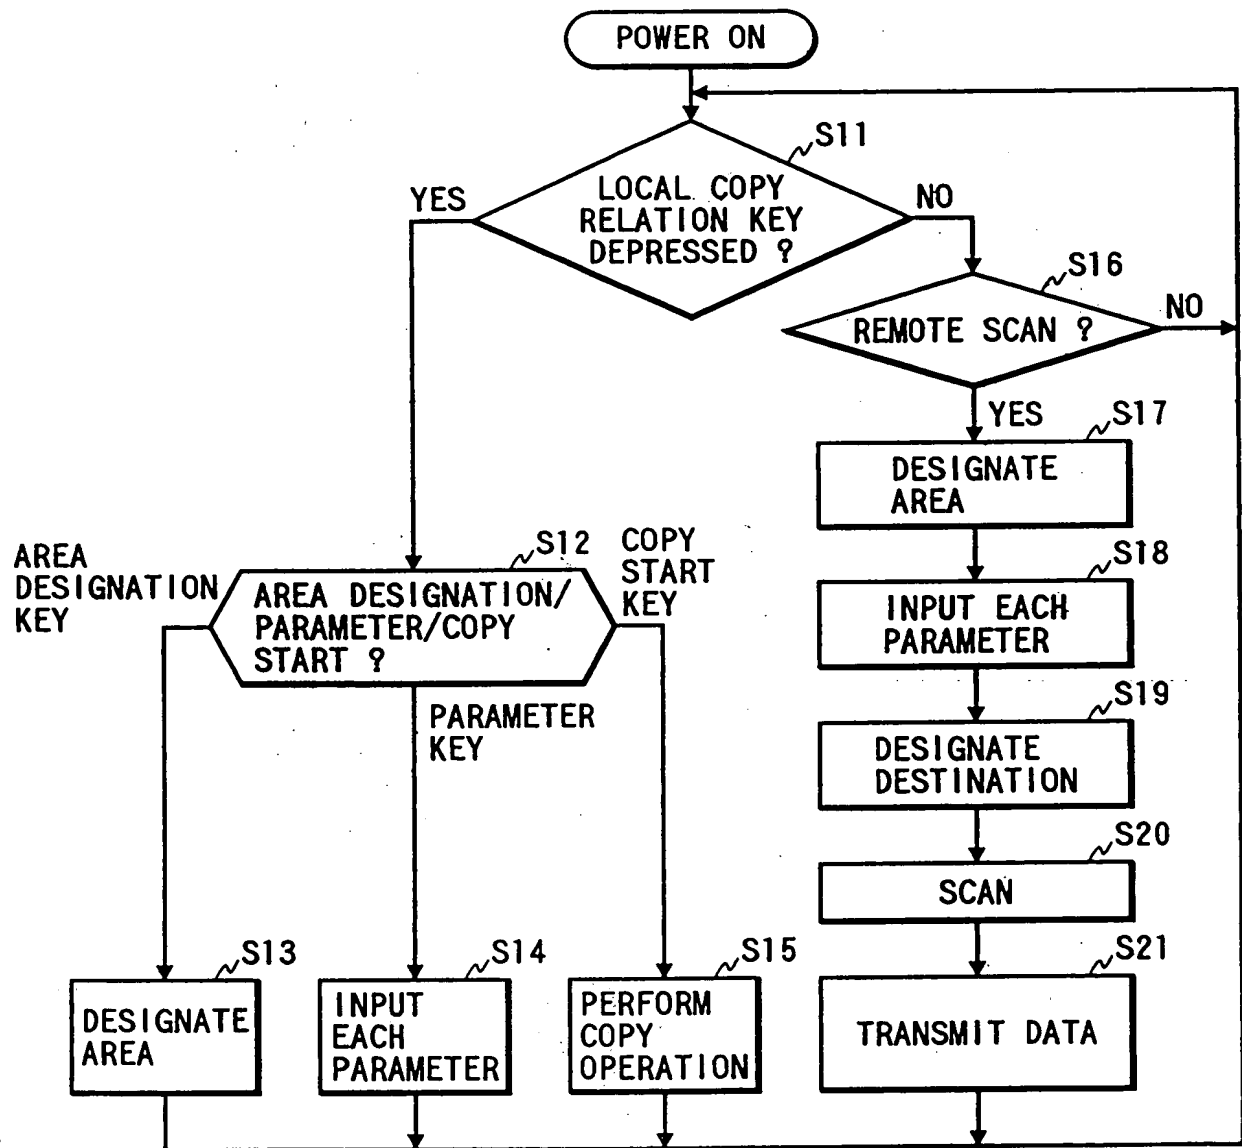 POWER ON
S11
LOCAL COPY
RELATION KEY
DEPRESSED ?
YES
NO
S16
REMOTE SCAN ?
NO
YES
S17
DESIGNATE
AREA
S18
INPUT EACH
PARAMETER
S19
DESIGNATE
DESTINATION
S20
SCAN
S21
TRANSMIT DATA
AREA
DESIGNATION
KEY
S12
COPY
START
KEY
AREA DESIGNATION/
PARAMETER/COPY
START ?
PARAMETER
KEY
S13
DESIGNATE
AREA
S14
INPUT
EACH
PARAMETER
S15
PERFORM
COPY
OPERATION